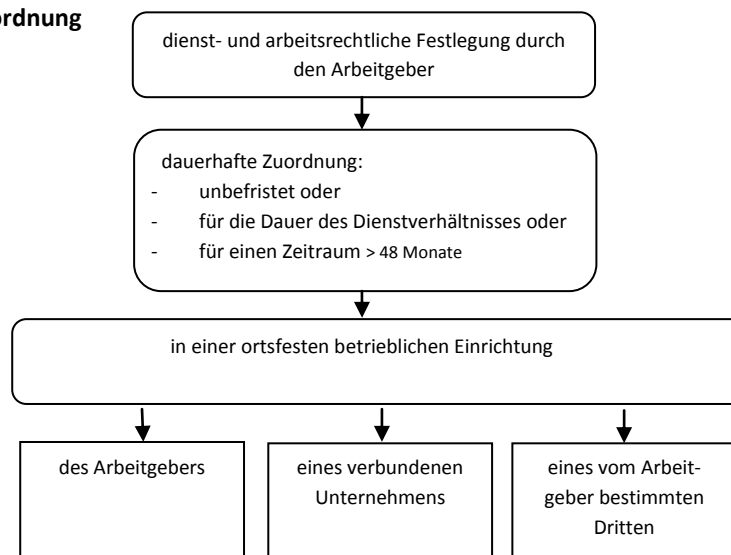 ordnung
dienst- und arbeitsrechtliche Festlegung durch
den Arbeitgeber
dauerhafte Zuordnung:
- unbefristet oder
- für die Dauer des Dienstverhältnisses oder
- für einen Zeitraum > 48 Monate
in einer ortsfesten betrieblichen Einrichtung
des Arbeitgebers
eines verbundenen
Unternehmens
eines vom Arbeit-
geber bestimmten
Dritten